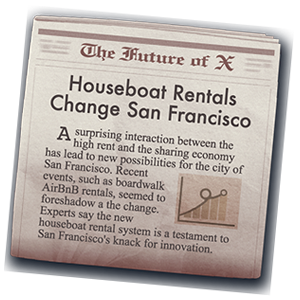 The Future of X
Houseboat Rentals
Change San Francisco
A surprising interaction between the
high rent and the sharing economy
has lead to new possibilities for the city of
San Francisco. Recent
events, such as boardwalk
AirBnB rentals, seemed to
foreshadow a the change.
Experts say the new
houseboat rental system is a testament to
San Francisco's knack for innovation.